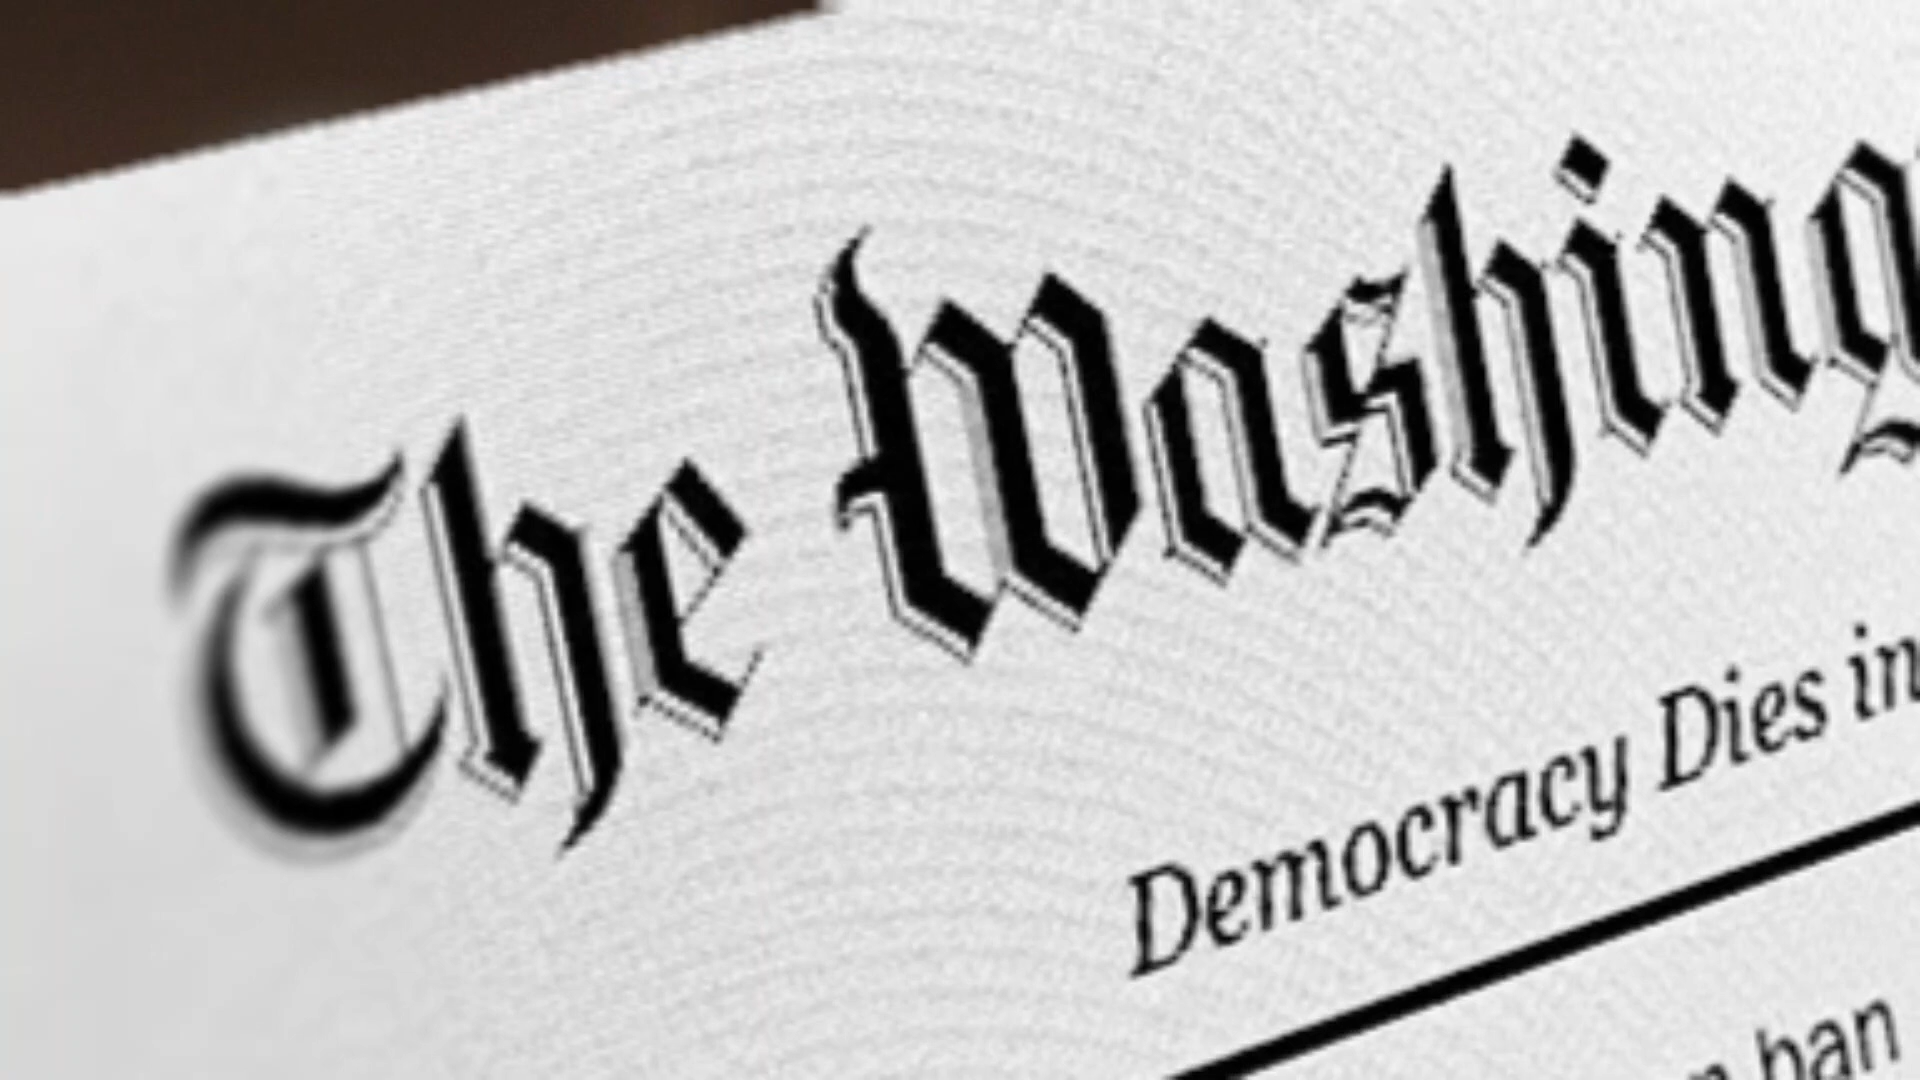 The Washing
Democracy Dies in
ban